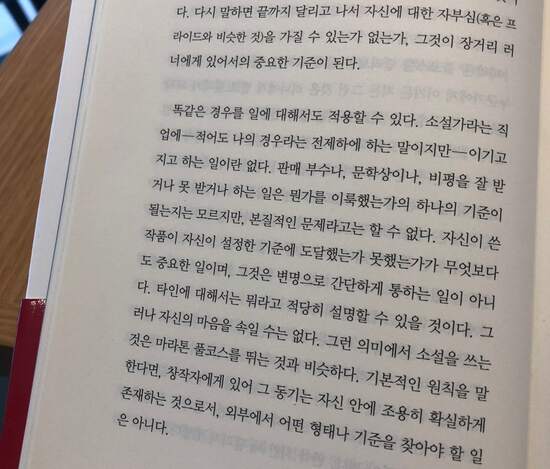 다. 다시 말하면 끝까지 달리고 나서 자신에 대한 자부심(혹은 프
라이드와 비슷한 것)을 가질 수 있는가 없는가, 그것이 장거리 러
너에게 있어서의 중요한 기준이 된다.
똑같은 경우를 일에 대해서도 적용할 수 있다. 소설가라는 직
업에—적어도 나의 경우라는 전제하에 하는 말이지만—이기고
지고 하는 일이란 없다. 판매 부수나, 문학상이나, 비평을 잘 받
거나 못 받거나 하는 일은 뭔가를 이룩했는가의 하나의 기준이
될는지는 모르지만, 본질적인 문제라고는 할 수 없다. 자신이 쓴
작품이 자신이 설정한 기준에 도달했는가 못했는가가 무엇보다
도 중요한 일이며, 그것은 변명으로 간단하게 통하는 일이 아니
다. 타인에 대해서는 뭐라고 적당히 설명할 수 있을 것이다. 그
러나 자신의 마음을 속일 수는 없다. 그런 의미에서 소설을 쓰는
것은 마라톤 풀코스를 뛰는 것과 비슷하다. 기본적인 원칙을 말
한다면, 창작자에게 있어 그 동기는 자신 안에 조용히 확실하게
존재하는 것으로서, 외부에서 어떤 형태나 기준을 찾아야 할 일
은 아니다.